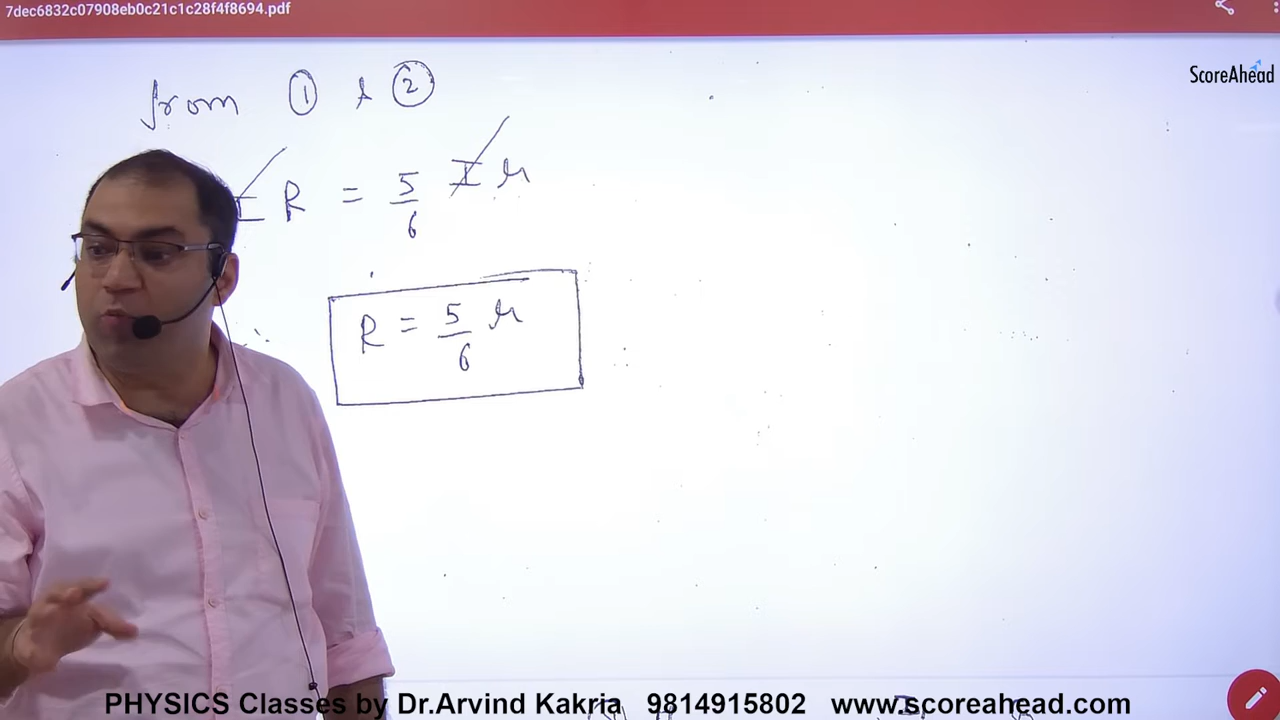 7dec6832c07908eb0c21c1c28f4f8694.pdf
ScoreAhead
from ① & ②
I R = 5/6 I r
∴ R = 5/6 r
PHYSICS Classes by Dr.Arvind Kakria 9814915802 www.scoreahead.com